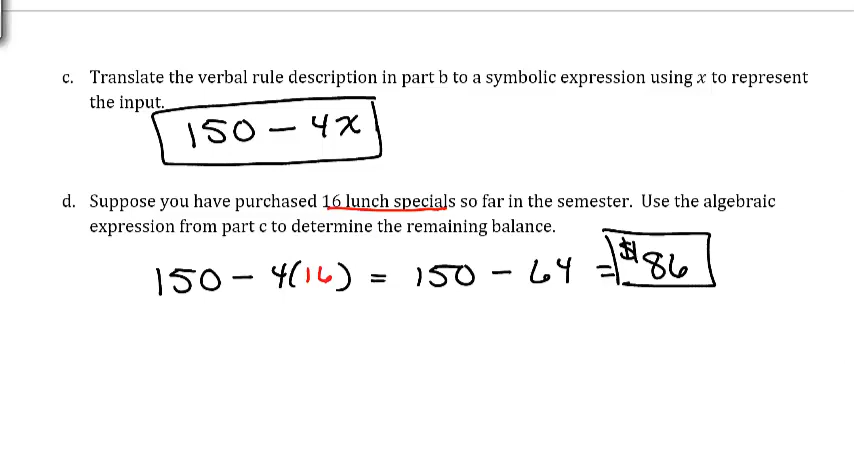 c. Translate the verbal rule description in part b to a symbolic expression using x to represent
the input.
150 - 4x
d. Suppose you have purchased 16 lunch specials so far in the semester. Use the algebraic
expression from part c to determine the remaining balance.
150 - 4(16) = 150 - 64 = $86